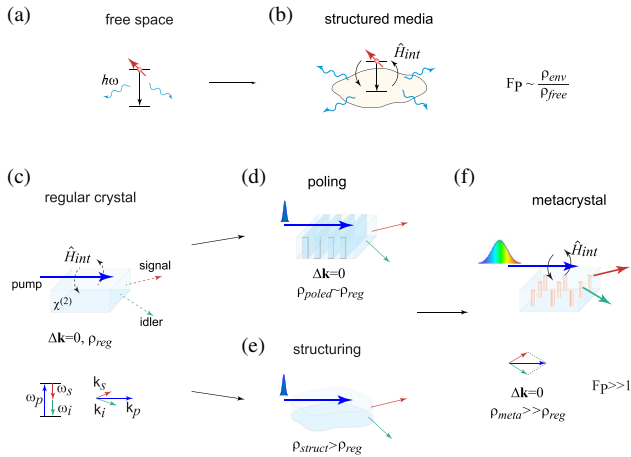 (a)
free space
ħω
(b)
structured media
Ĥint
Fp ~ ρenv/ρfree
(c)
regular crystal
Ĥint
pump
signal
χ(2)
idler
Δk=0, ρreg
ωp
ωs
ωi
ks
ki
kp
(d)
poling
Δk=0
ρpoled~ρreg
(e)
structuring
ρstruct>ρreg
(f)
metacrystal
Ĥint
Δk=0
ρmeta>>ρreg
Fp>>1